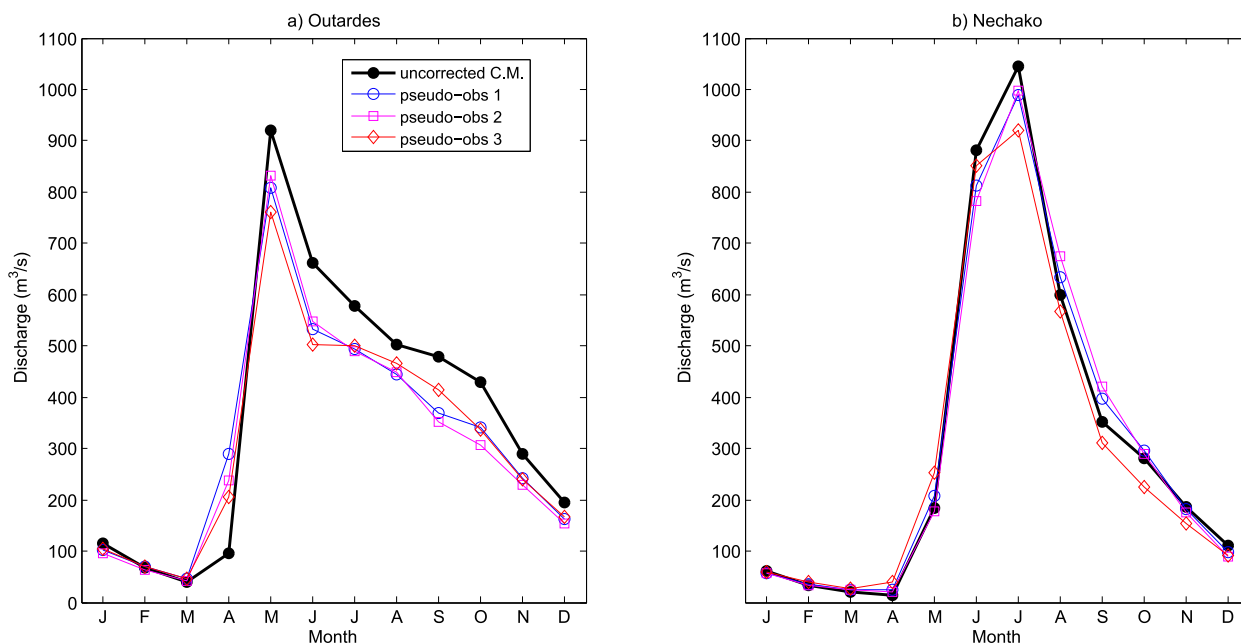 a) Outardes
1100
1000
900
800
700
600
500
400
300
200
100
0
Discharge (m³/s)
J F M A M J J A S O N D
Month
uncorrected C.M.
pseudo−obs 1
pseudo−obs 2
pseudo−obs 3
b) Nechako
1100
1000
900
800
700
600
500
400
300
200
100
0
Discharge (m³/s)
J F M A M J J A S O N D
Month